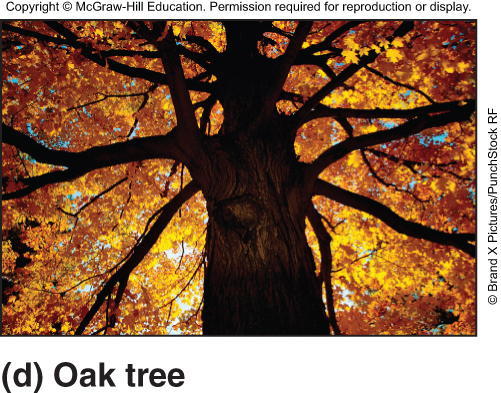 Copyright © McGraw-Hill Education. Permission required for reproduction or display.
© Brand X Pictures/PunchStock RF
(d) Oak tree